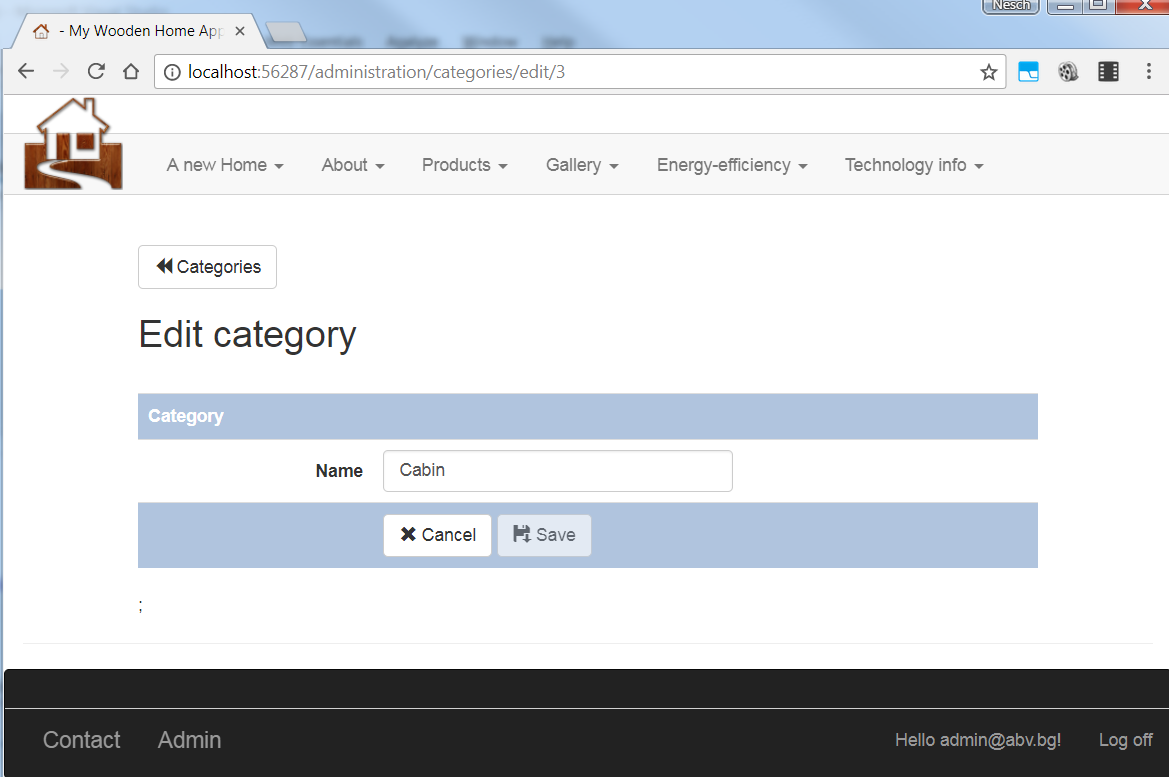 Nesch
- My Wooden Home App
localhost:56287/administration/categories/edit/3
A new Home About Products Gallery Energy-efficiency Technology info
Categories
Edit category
Category
Name Cabin
Cancel Save
;
Contact Admin Hello admin@abv.bg! Log off